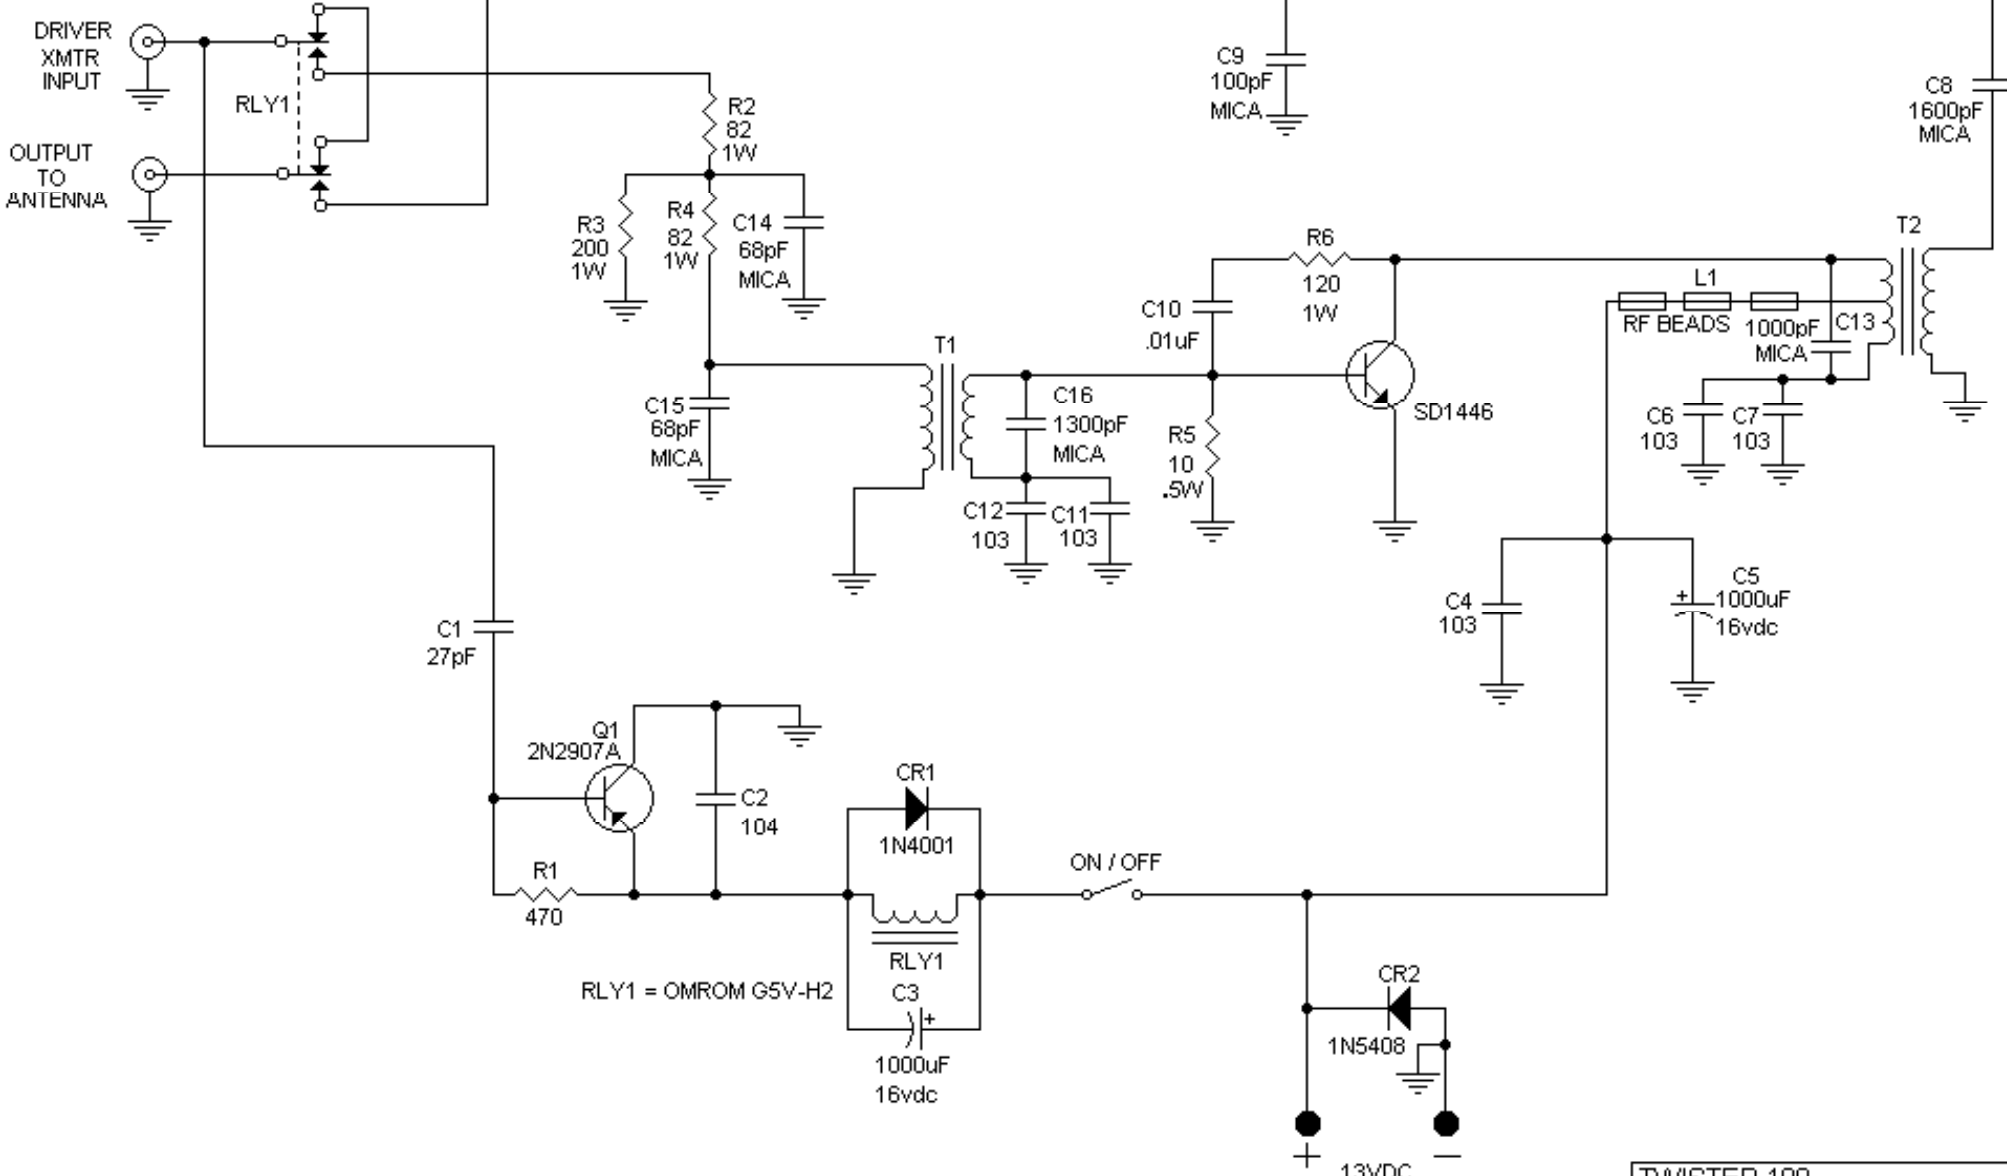 DRIVER
XMTR
INPUT
RLY1
OUTPUT
TO
ANTENNA
R2
82
1W
R3
200
1W
R4
82
1W
C14
68pF
MICA
C9
100pF
MICA
C8
1600pF
MICA
C15
68pF
MICA
T1
C16
1300pF
MICA
C12
103
C11
103
C10
.01uF
R6
120
1W
R5
10
.5W
SD1446
T2
L1
RF BEADS
1000pF
MICA
C13
C6
103
C7
103
C4
103
C5
+
1000uF
16vdc
C1
27pF
Q1
2N2907A
C2
104
R1
470
CR1
1N4001
RLY1
C3
+
1000uF
16vdc
RLY1 = OMROM G5V-H2
ON / OFF
CR2
1N5408
+
13VDC
—
TWISTER 100